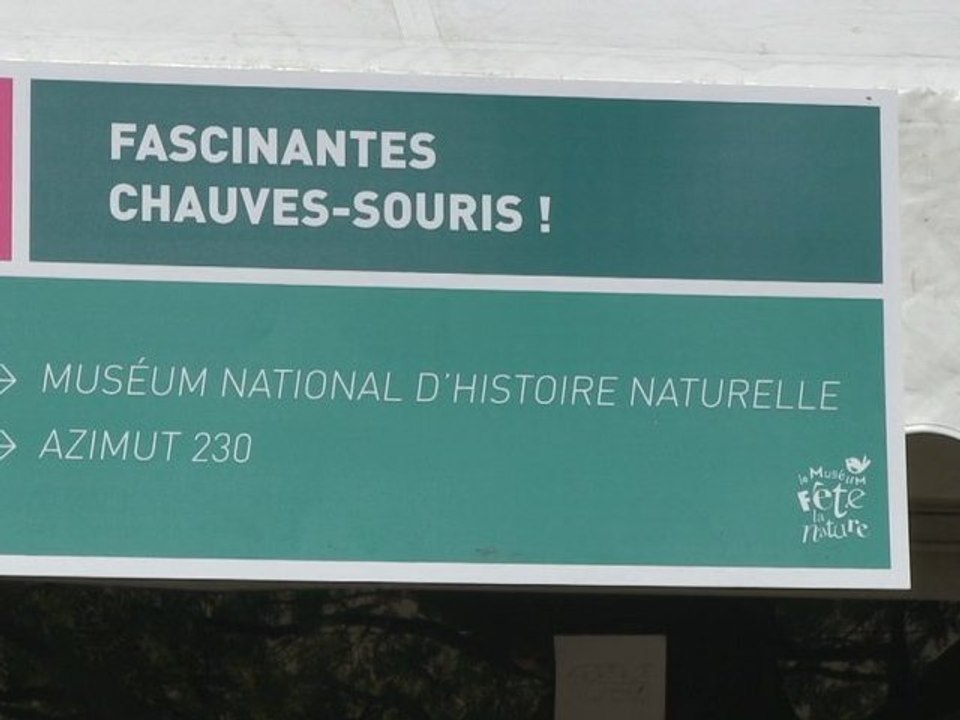 FASCINANTES
CHAUVES-SOURIS !
MUSÉUM NATIONAL D'HISTOIRE NATURELLE
AZIMUT 230
le MuséuM
Fête
la
nature